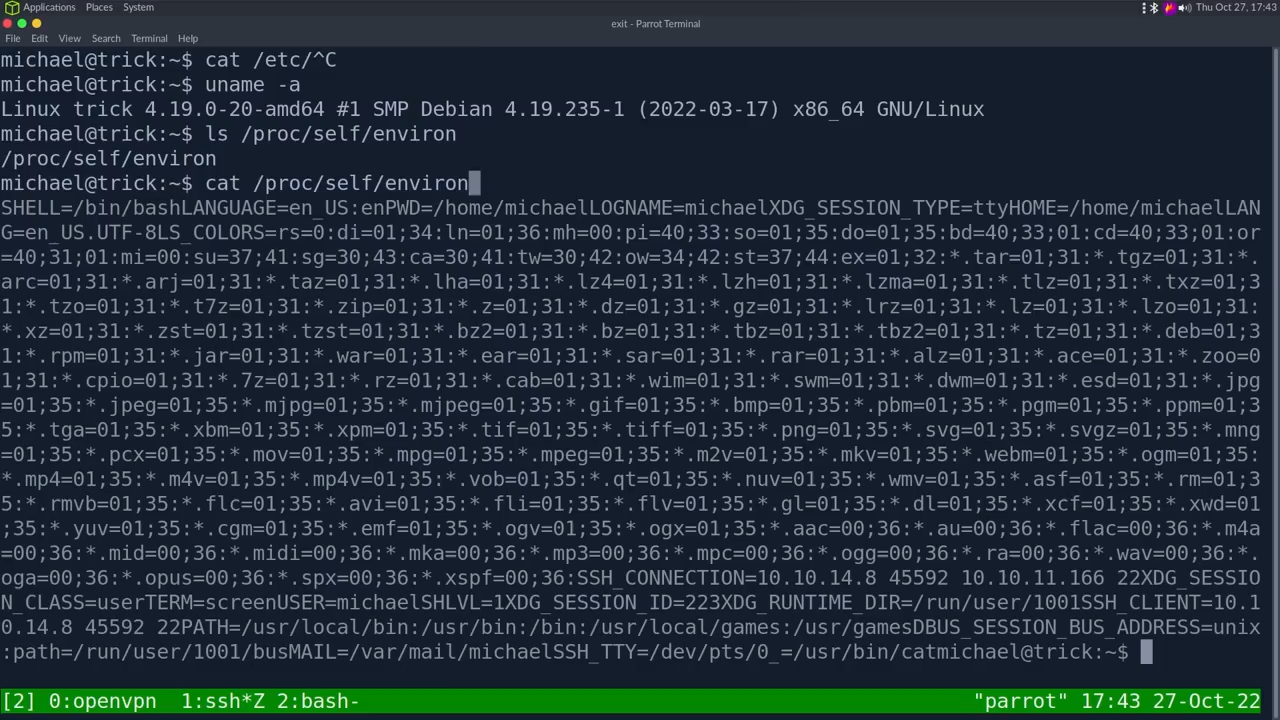 Applications Places System
Thu Oct 27, 17:43
exit - Parrot Terminal
File Edit View Search Terminal Help
michael@trick:~$ cat /etc/^C
michael@trick:~$ uname -a
Linux trick 4.19.0-20-amd64 #1 SMP Debian 4.19.235-1 (2022-03-17) x86_64 GNU/Linux
michael@trick:~$ ls /proc/self/environ
/proc/self/environ
michael@trick:~$ cat /proc/self/environ
SHELL=/bin/bashLANGUAGE=en_US:enPWD=/home/michaelLOGNAME=michaelXDG_SESSION_TYPE=ttyHOME=/home/michaelLAN
G=en_US.UTF-8LS_COLORS=rs=0:di=01;34:ln=01;36:mh=00:pi=40;33:so=01;35:do=01;35:bd=40;33;01:cd=40;33;01:or
=40;31;01:mi=00:su=37;41:sg=30;43:ca=30;41:tw=30;42:ow=34;42:st=37;44:ex=01;32:*.tar=01;31:*.tgz=01;31:*.
arc=01;31:*.arj=01;31:*.taz=01;31:*.lha=01;31:*.lz4=01;31:*.lzh=01;31:*.lzma=01;31:*.tlz=01;31:*.txz=01;3
1:*.tzo=01;31:*.t7z=01;31:*.zip=01;31:*.z=01;31:*.dz=01;31:*.gz=01;31:*.lrz=01;31:*.lz=01;31:*.lzo=01;31:
*.xz=01;31:*.zst=01;31:*.tzst=01;31:*.bz2=01;31:*.bz=01;31:*.tbz=01;31:*.tbz2=01;31:*.tz=01;31:*.deb=01;3
1:*.rpm=01;31:*.jar=01;31:*.war=01;31:*.ear=01;31:*.sar=01;31:*.rar=01;31:*.alz=01;31:*.ace=01;31:*.zoo=0
1;31:*.cpio=01;31:*.7z=01;31:*.rz=01;31:*.cab=01;31:*.wim=01;31:*.swm=01;31:*.dwm=01;31:*.esd=01;31:*.jpg
=01;35:*.jpeg=01;35:*.mjpg=01;35:*.mjpeg=01;35:*.gif=01;35:*.bmp=01;35:*.pbm=01;35:*.pgm=01;35:*.ppm=01;3
5:*.tga=01;35:*.xbm=01;35:*.xpm=01;35:*.tif=01;35:*.tiff=01;35:*.png=01;35:*.svg=01;35:*.svgz=01;35:*.mng
=01;35:*.pcx=01;35:*.mov=01;35:*.mpg=01;35:*.mpeg=01;35:*.m2v=01;35:*.mkv=01;35:*.webm=01;35:*.ogm=01;35:
*.mp4=01;35:*.m4v=01;35:*.mp4v=01;35:*.vob=01;35:*.qt=01;35:*.nuv=01;35:*.wmv=01;35:*.asf=01;35:*.rm=01;3
5:*.rmvb=01;35:*.flc=01;35:*.avi=01;35:*.fli=01;35:*.flv=01;35:*.gl=01;35:*.dl=01;35:*.xcf=01;35:*.xwd=01
;35:*.yuv=01;35:*.cgm=01;35:*.emf=01;35:*.ogv=01;35:*.ogx=01;35:*.aac=00;36:*.au=00;36:*.flac=00;36:*.m4a
=00;36:*.mid=00;36:*.midi=00;36:*.mka=00;36:*.mp3=00;36:*.mpc=00;36:*.ogg=00;36:*.ra=00;36:*.wav=00;36:*.
oga=00;36:*.opus=00;36:*.spx=00;36:*.xspf=00;36:SSH_CONNECTION=10.10.14.8 45592 10.10.11.166 22XDG_SESSIO
N_CLASS=userTERM=screenUSER=michaelSHLVL=1XDG_SESSION_ID=223XDG_RUNTIME_DIR=/run/user/1001SSH_CLIENT=10.1
0.14.8 45592 22PATH=/usr/local/bin:/usr/bin:/bin:/usr/local/games:/usr/gamesDBUS_SESSION_BUS_ADDRESS=unix
:path=/run/user/1001/busMAIL=/var/mail/michaelSSH_TTY=/dev/pts/0_=/usr/bin/catmichael@trick:~$
[2] 0:openvpn 1:ssh*Z 2:bash-
"parrot" 17:43 27-Oct-22